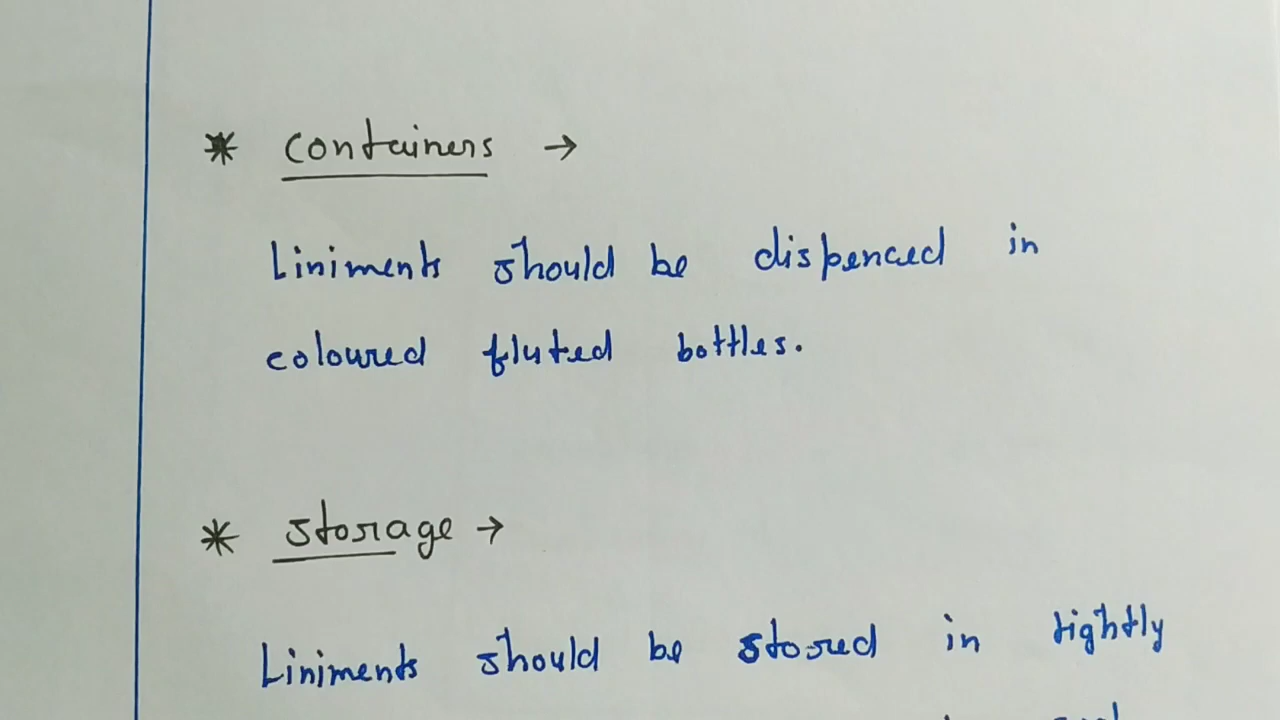 * Containers →
Liniments should be dispenced in
coloured fluted bottles.
* Storage →
Liniments should be stored in tightly